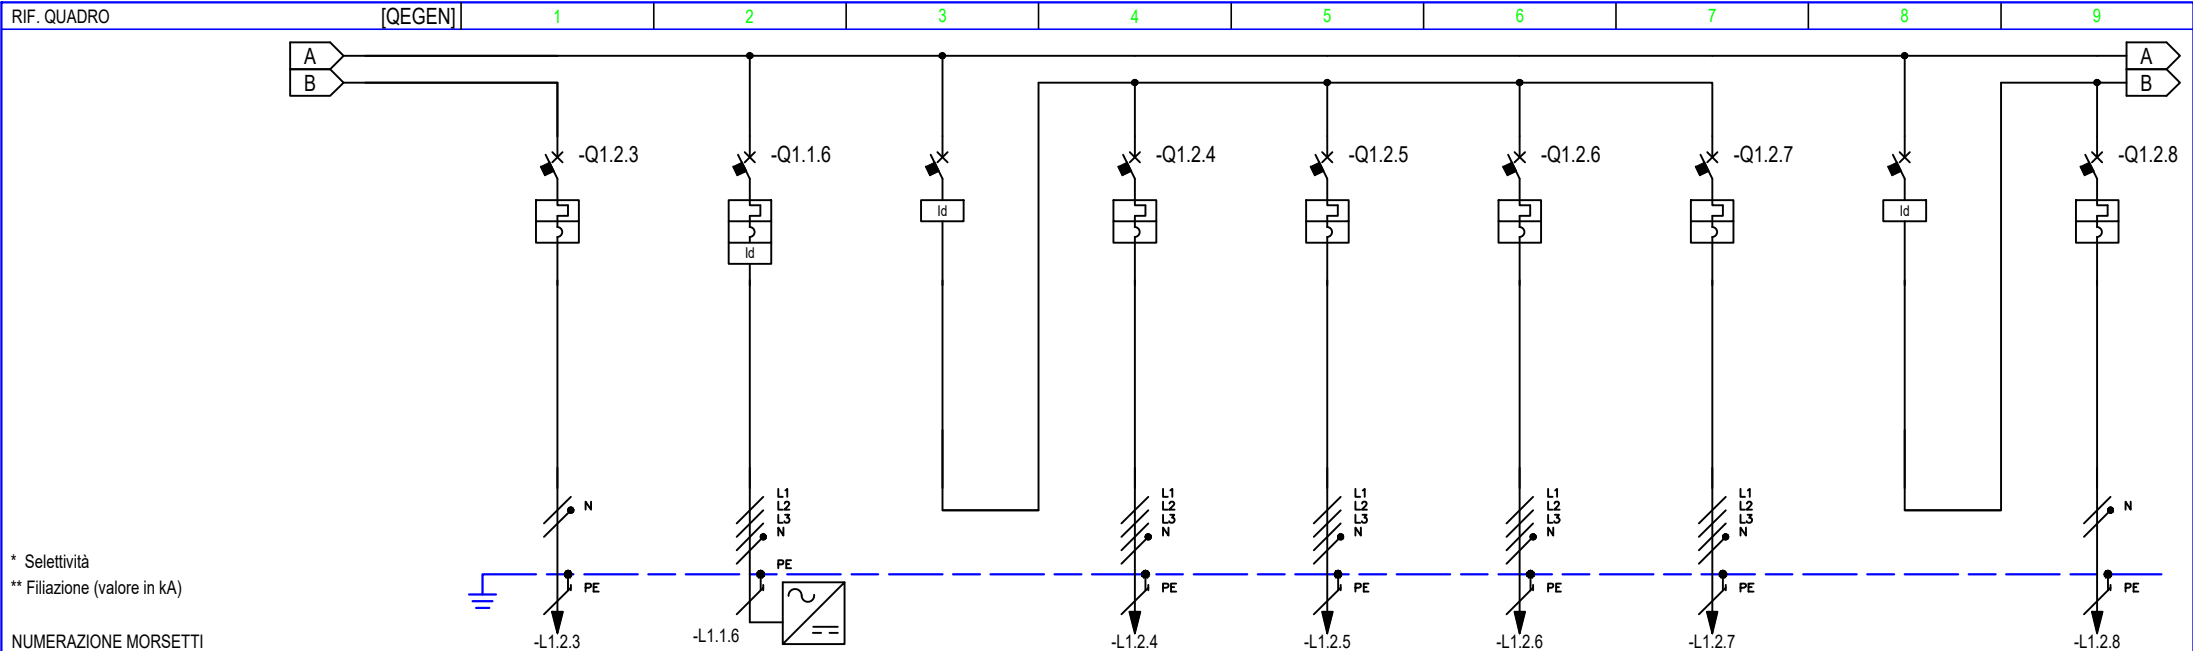 RIF. QUADRO [QEGEN] 1 2 3 4 5 6 7 8 9
A A
B B
-Q1.2.3 -Q1.1.6 -Q1.2.4 -Q1.2.5 -Q1.2.6 -Q1.2.7 -Q1.2.8
Id Id
Id
L1 L1 L1 L1 L1
N L2 L2 L2 L2 L2 N
L3 L3 L3 L3 L3
N N N N N
* Selettività
PE
** Filiazione (valore in kA) PE PE PE PE PE PE
NUMERAZIONE MORSETTI -L1.2.3 -L1.1.6 -L1.2.4 -L1.2.5 -L1.2.6 -L1.2.7 -L1.2.8